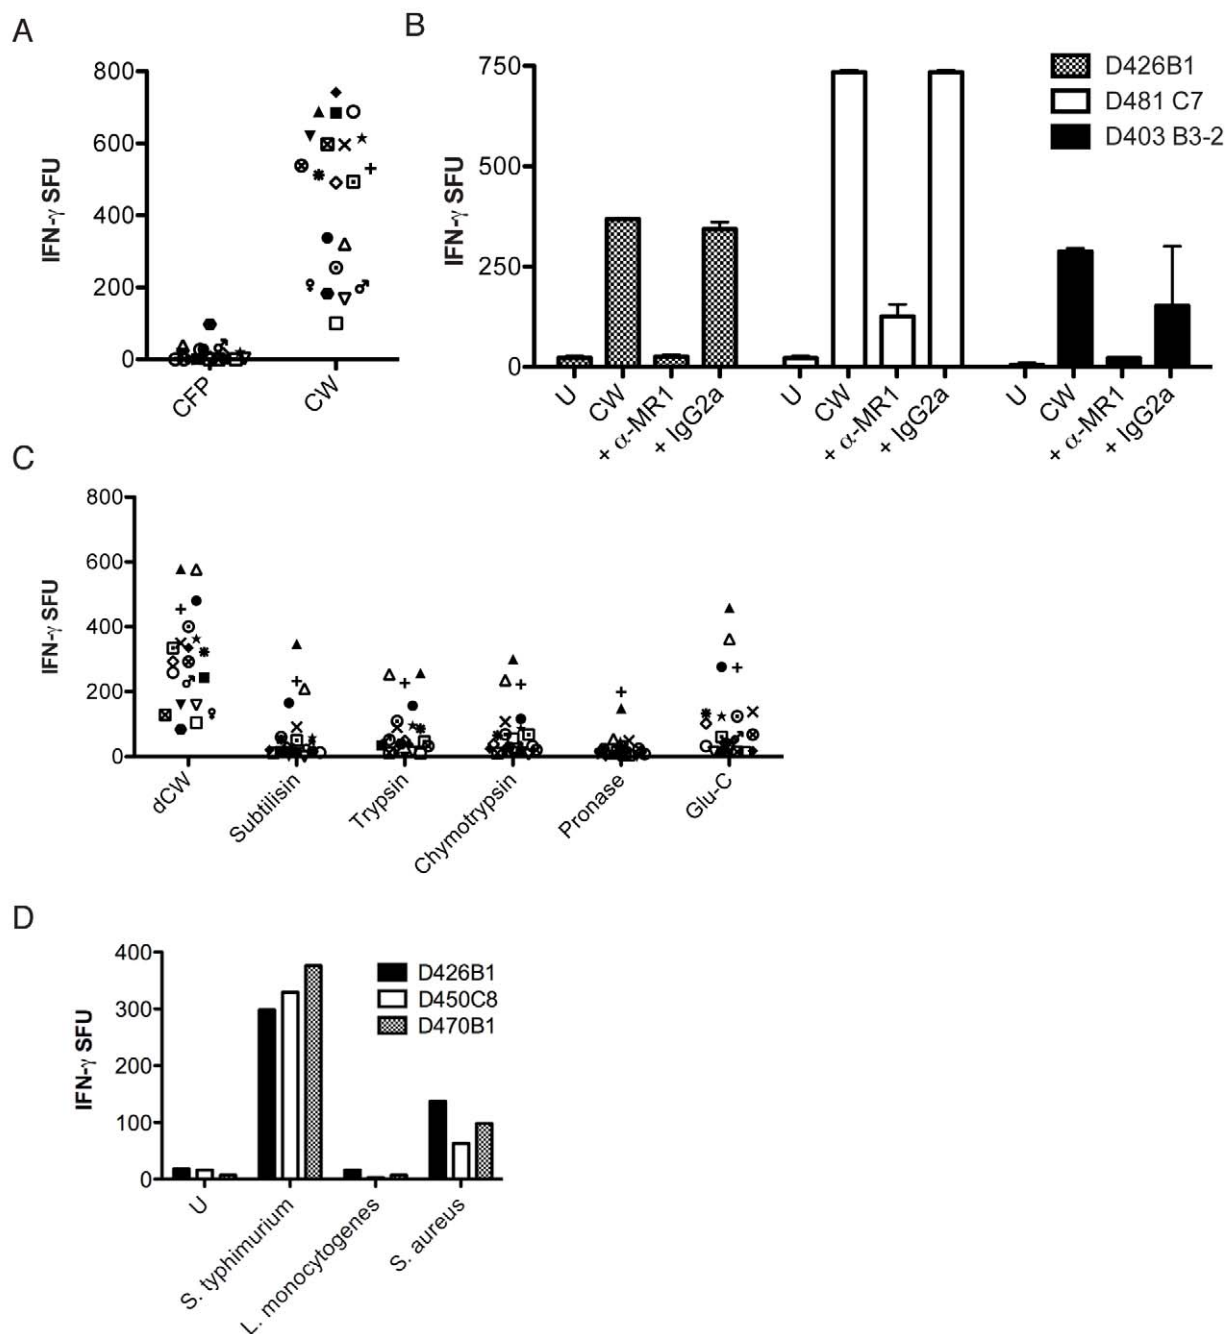 A
IFN-γ SFU
800
600
400
200
0
CFP
CW
B
IFN-γ SFU
750
500
250
0
U
CW
+ α-MR1
+ IgG2a
U
CW
+ α-MR1
+ IgG2a
U
CW
+ α-MR1
+ IgG2a
D426B1
D481 C7
D403 B3-2
C
IFN-γ SFU
800
600
400
200
0
dCW
Subtilisin
Trypsin
Chymotrypsin
Pronase
Glu-C
D
IFN-γ SFU
400
300
200
100
0
U
S. typhimurium
L. monocytogenes
S. aureus
D426B1
D450C8
D470B1